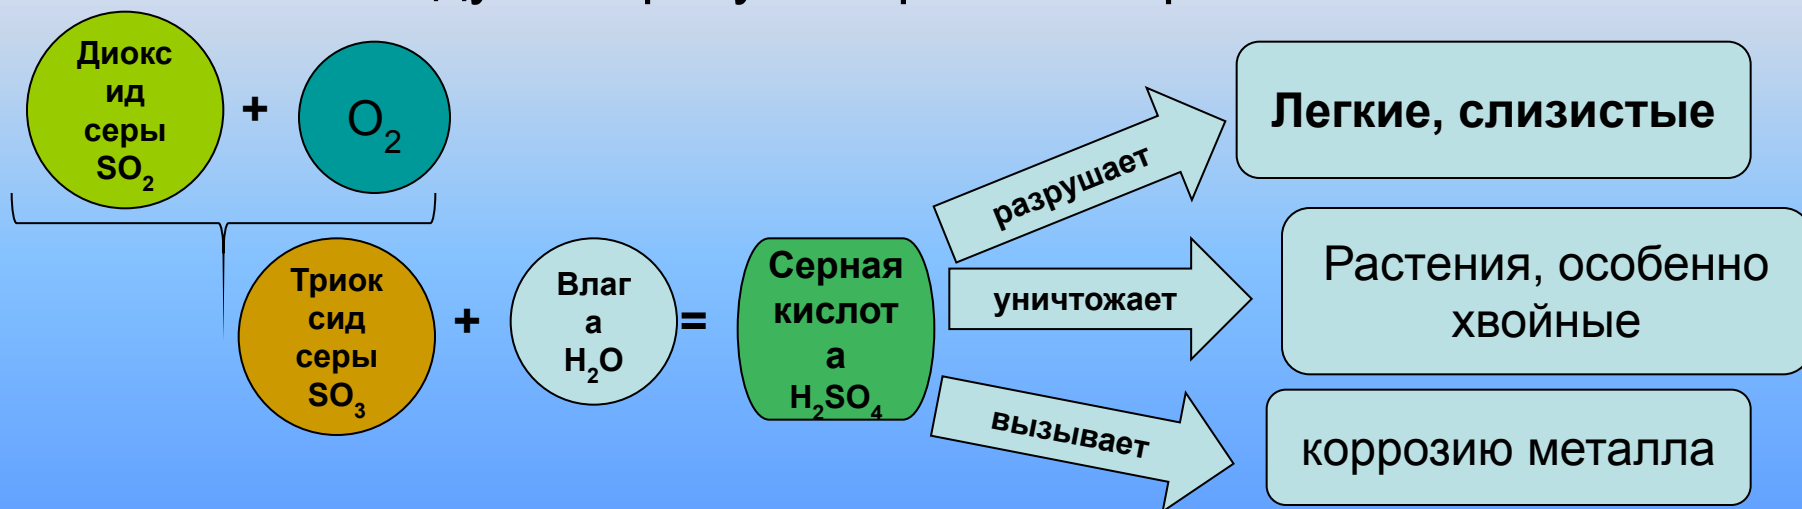 Диокс
ид
серы
SO₂
+
O₂
Триок
сид
серы
SO₃
+
Влаг
а
H₂O
=
Серная
кислот
а
H₂SO₄
разрушает
уничтожает
вызывает
Легкие, слизистые
Растения, особенно
хвойные
коррозию металла